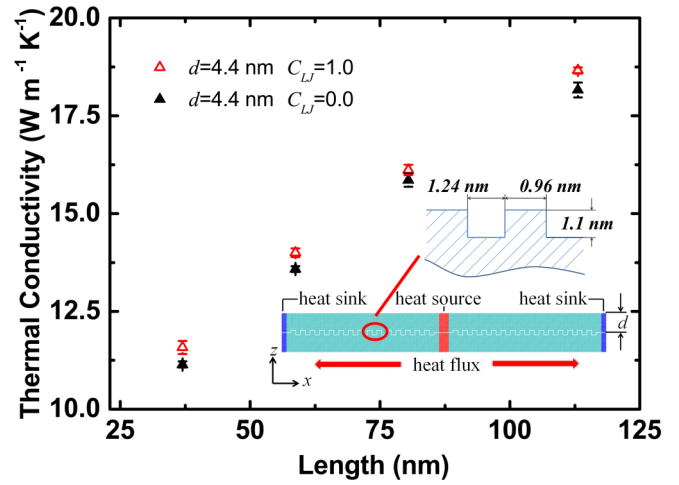 Thermal Conductivity (W m⁻¹ K⁻¹)
20.0
17.5
15.0
12.5
10.0
d=4.4 nm C_LJ=1.0
d=4.4 nm C_LJ=0.0
1.24 nm
0.96 nm
1.1 nm
heat sink
heat source
heat sink
d
z
x
heat flux
25
50
75
100
125
Length (nm)